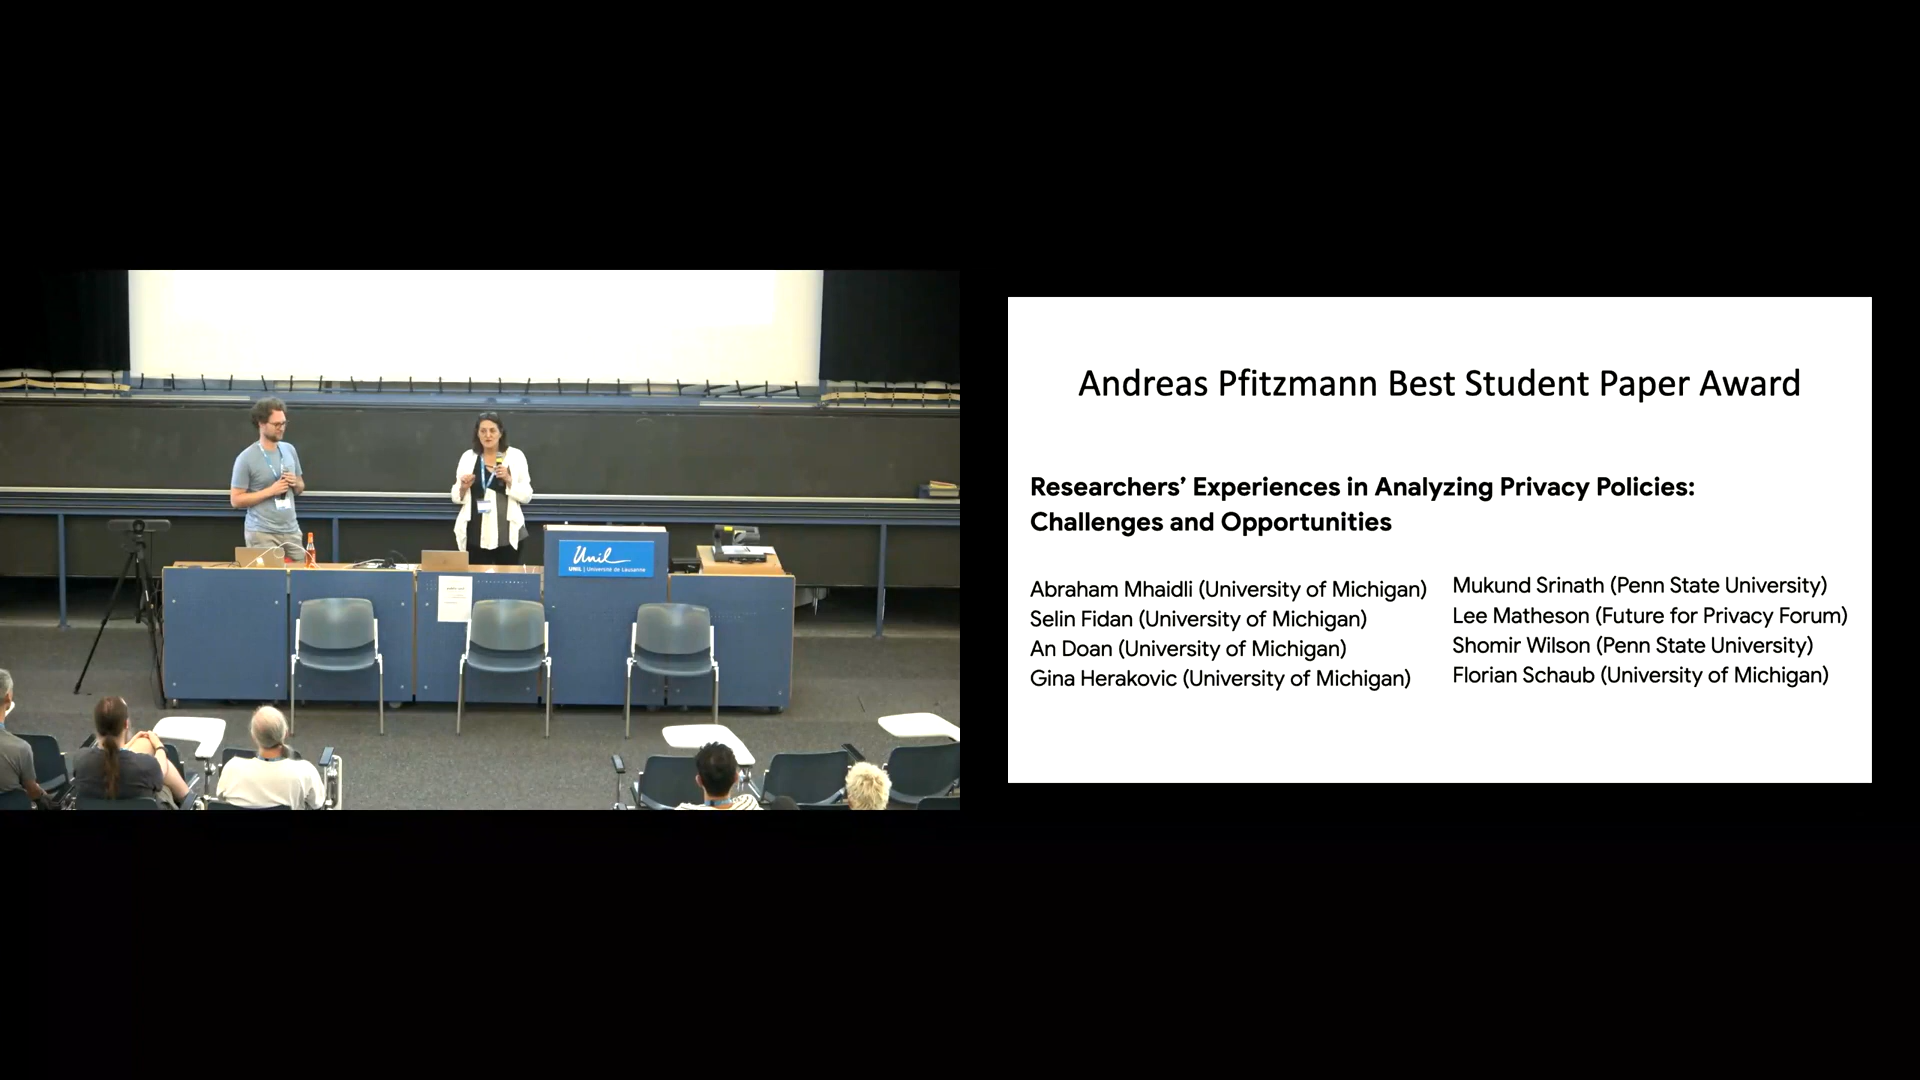 Unil
UNIL | Université de Lausanne
Andreas Pfitzmann Best Student Paper Award
Researchers’ Experiences in Analyzing Privacy Policies:
Challenges and Opportunities
Abraham Mhaidli (University of Michigan)
Selin Fidan (University of Michigan)
An Doan (University of Michigan)
Gina Herakovic (University of Michigan)
Mukund Srinath (Penn State University)
Lee Matheson (Future for Privacy Forum)
Shomir Wilson (Penn State University)
Florian Schaub (University of Michigan)